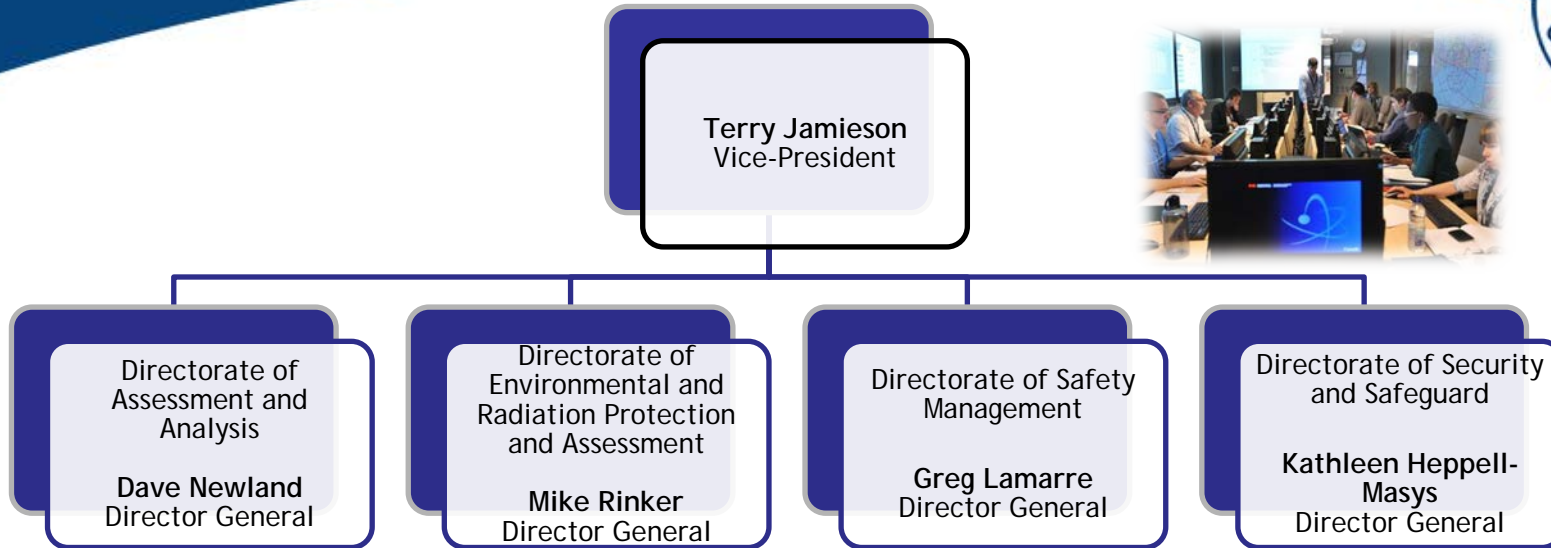 Terry Jamieson
Vice-President
Directorate of
Assessment and
Analysis
Dave Newland
Director General
Directorate of
Environmental and
Radiation Protection
and Assessment
Mike Rinker
Director General
Directorate of Safety
Management
Greg Lamarre
Director General
Directorate of Security
and Safeguard
Kathleen Heppell-
Masys
Director General